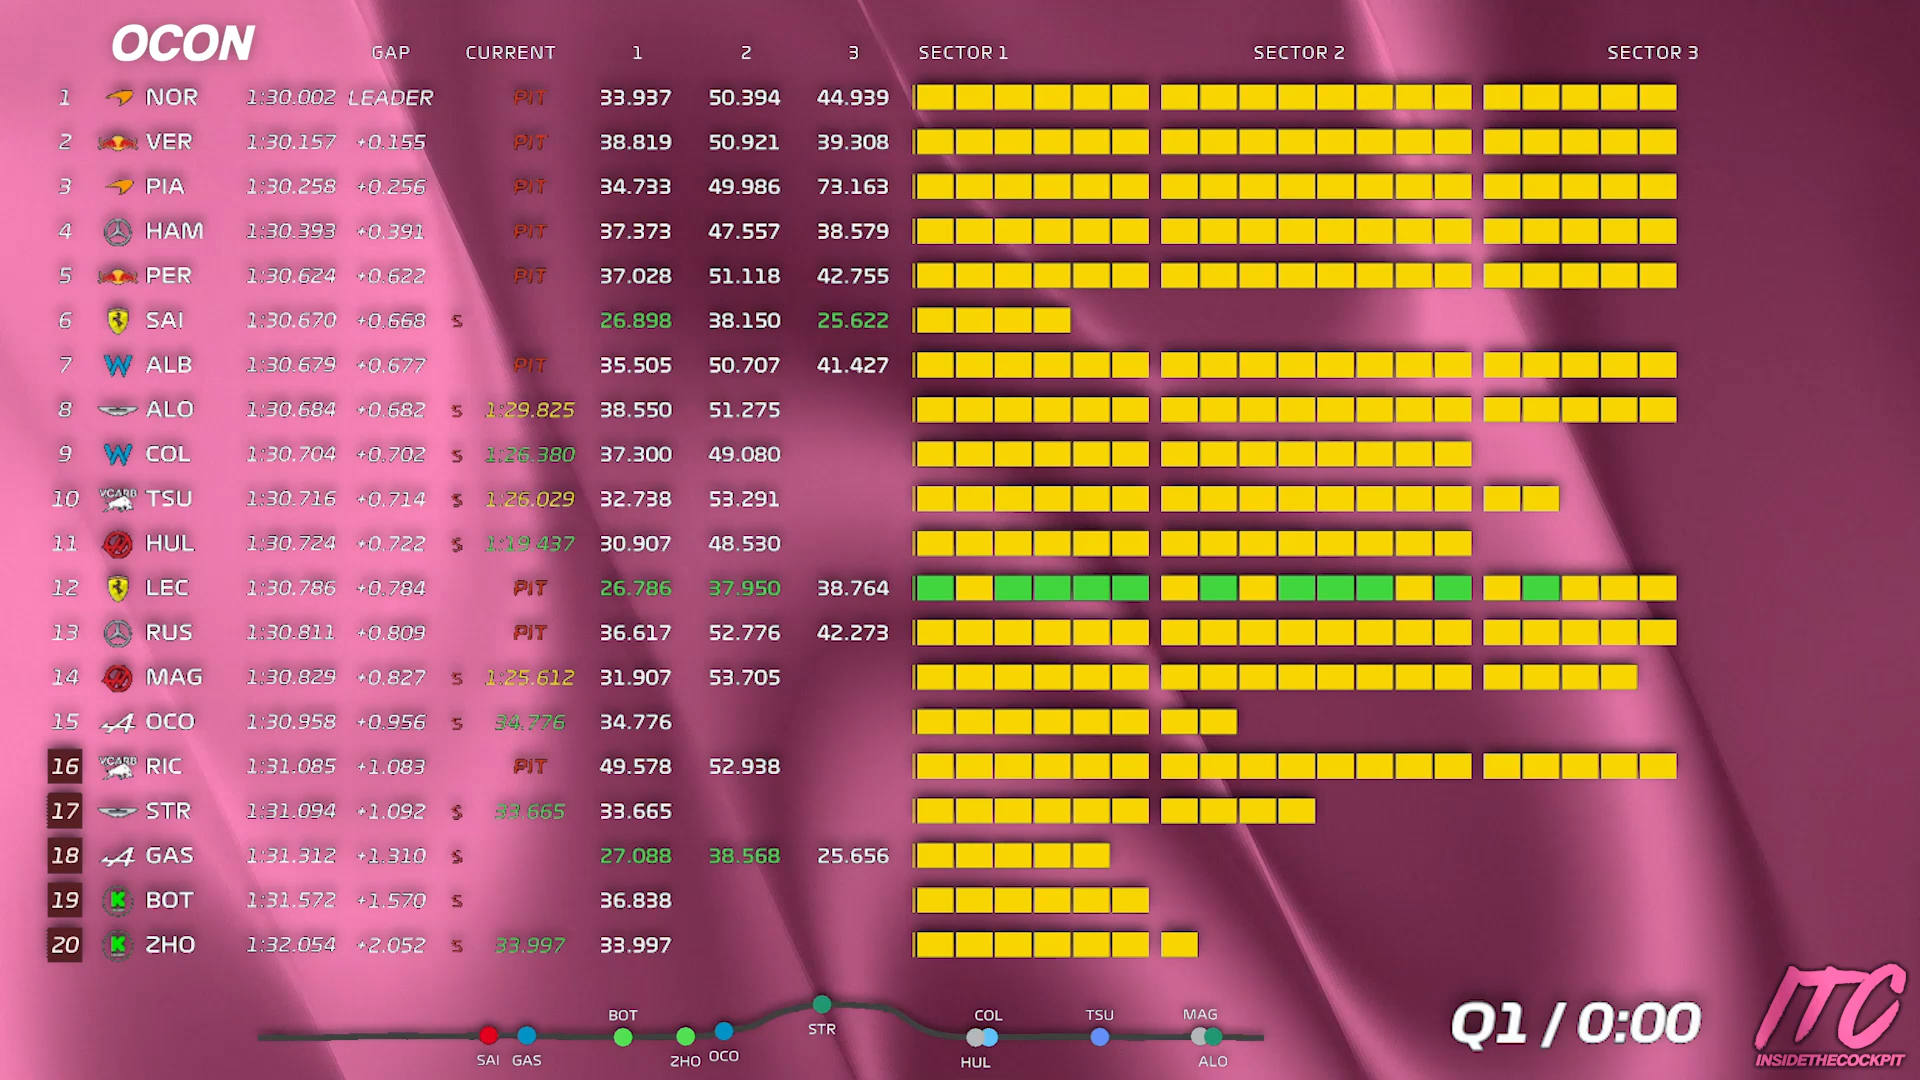 OCON GAP CURRENT 1 2 3 SECTOR 1 SECTOR 2 SECTOR 3
1 NOR 1:30.002 LEADER PIT 33.937 50.394 44.939
2 VER 1:30.157 +0.155 PIT 38.819 50.921 39.308
3 PIA 1:30.258 +0.256 PIT 34.733 49.986 73.163
4 HAM 1:30.393 +0.391 PIT 37.373 47.557 38.579
5 PER 1:30.624 +0.622 PIT 37.028 51.118 42.755
6 SAI 1:30.670 +0.668 S 26.898 38.150 25.622
7 W ALB 1:30.679 +0.677 PIT 35.505 50.707 41.427
8 ALO 1:30.684 +0.682 S 1:29.825 38.550 51.275
9 W COL 1:30.704 +0.702 S 1:26.380 37.300 49.080
10 VCARB TSU 1:30.716 +0.714 S 1:26.029 32.738 53.291
11 HUL 1:30.724 +0.722 S 1:19.437 30.907 48.530
12 LEC 1:30.786 +0.784 PIT 26.786 37.950 38.764
13 RUS 1:30.811 +0.809 PIT 36.617 52.776 42.273
14 MAG 1:30.829 +0.827 S 1:25.612 31.907 53.705
15 OCO 1:30.958 +0.956 S 34.776 34.776
16 VCARB RIC 1:31.085 +1.083 PIT 49.578 52.938
17 STR 1:31.094 +1.092 S 33.665 33.665
18 GAS 1:31.312 +1.310 S 27.088 38.568 25.656
19 K BOT 1:31.572 +1.570 S 36.838
20 K ZHO 1:32.054 +2.052 S 33.997 33.997
BOT COL TSU MAG
SAI GAS ZHO OCO STR HUL ALO
Q1 / 0:00
ITC
INSIDETHECOCKPIT